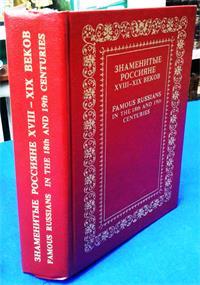 ЗНАМЕНИТЫЕ РОССИЯНЕ XVIII – XIX ВЕКОВ
FAMOUS RUSSIANS IN THE 18th AND 19th CENTURIES
ЗНАМЕНИТЫЕ
РОССИЯНЕ
XVIII–XIX ВЕКОВ
FAMOUS RUSSIANS
IN THE 18th AND 19th
CENTURIES